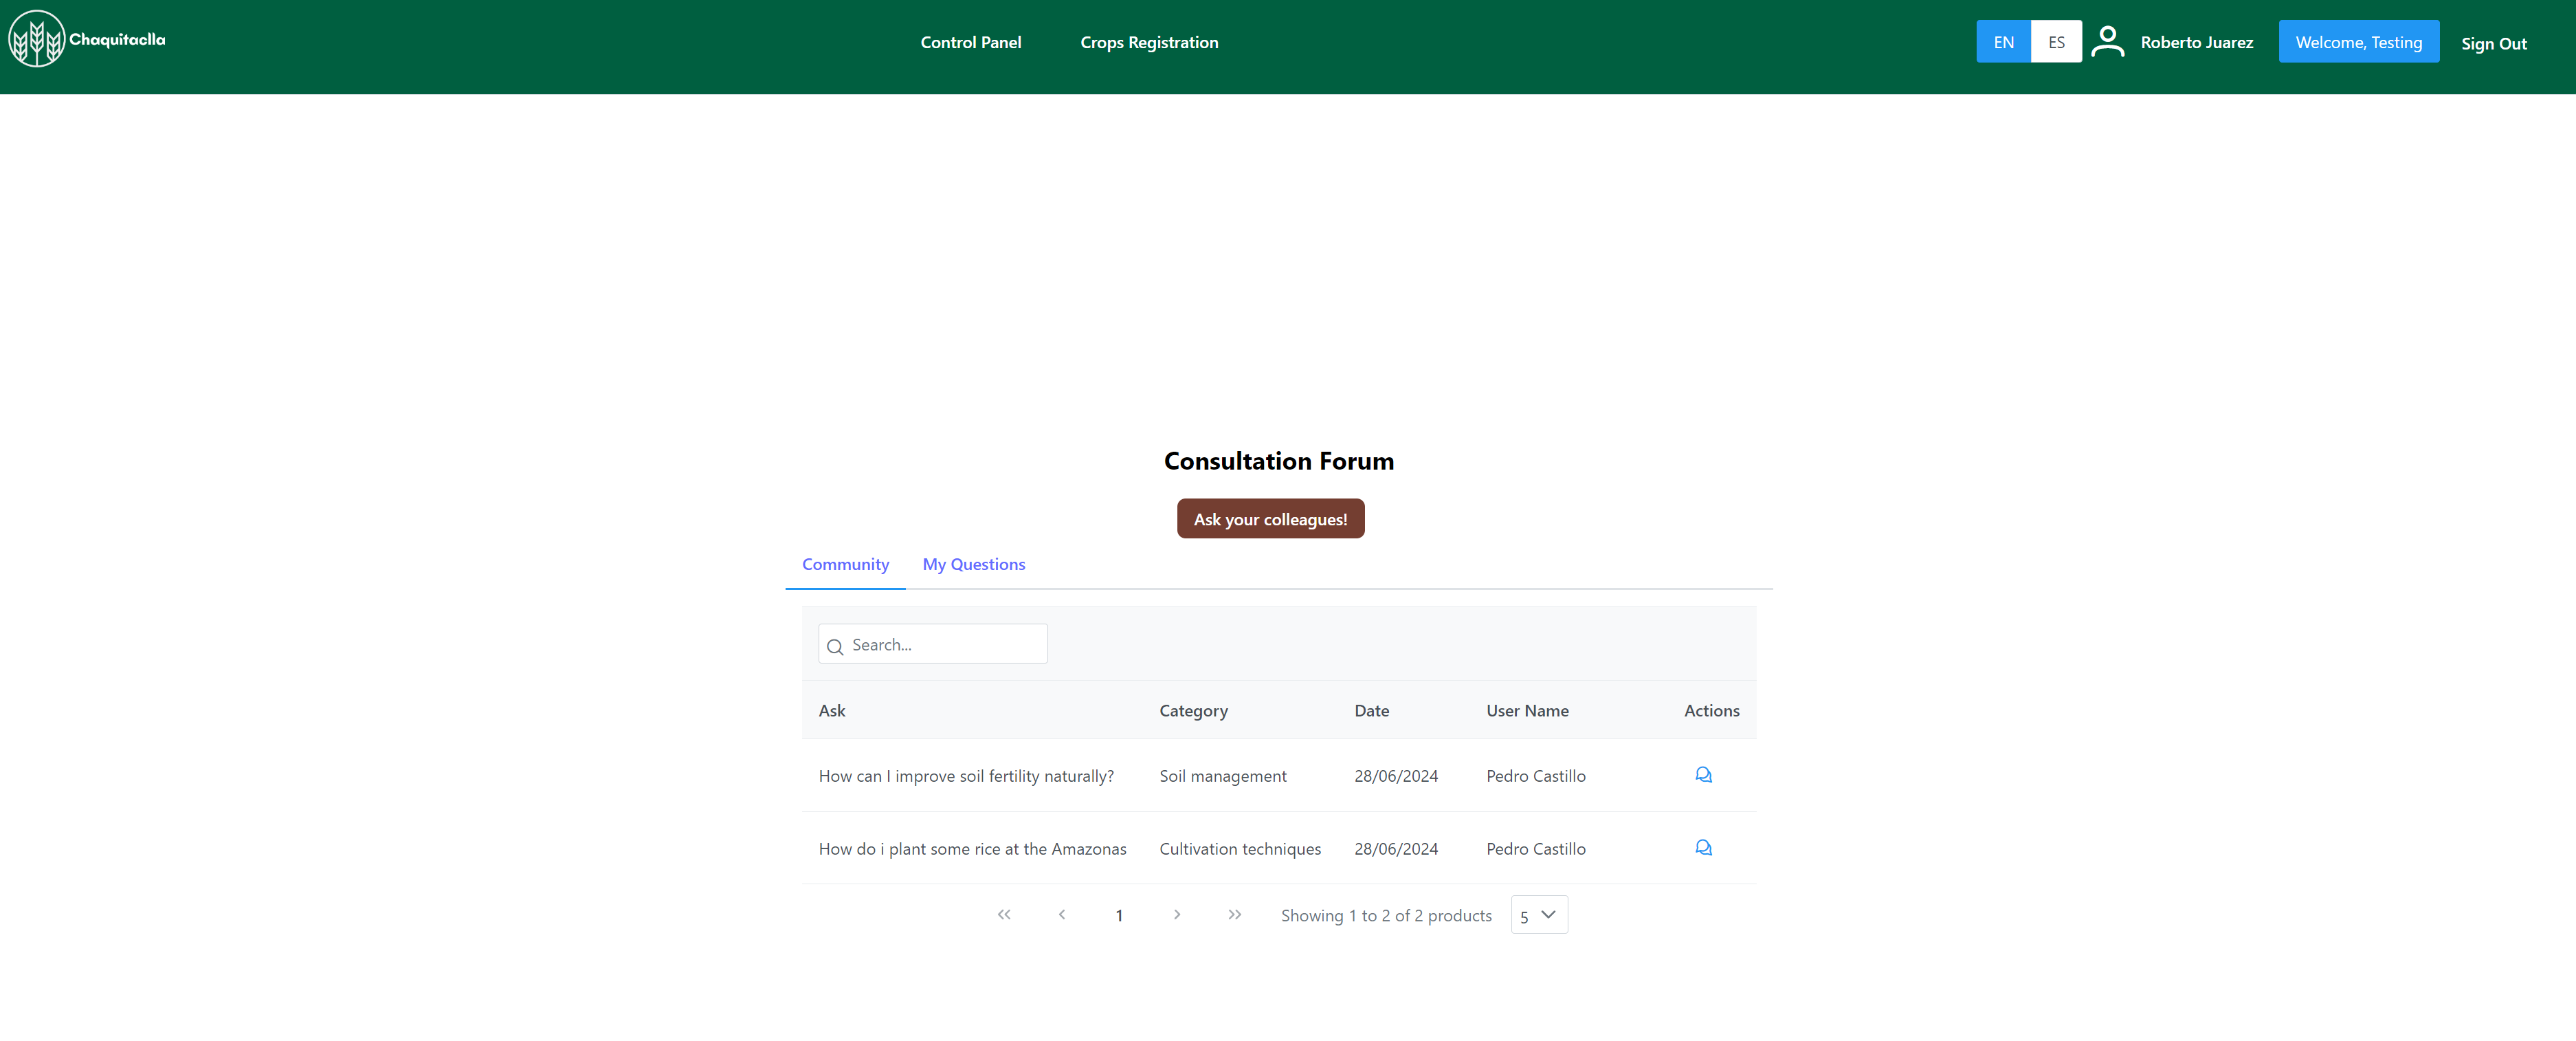 Chaquitaclla
Control Panel Crops Registration
EN ES Roberto Juarez Welcome, Testing Sign Out
Consultation Forum
Ask your colleagues!
Community My Questions
Search...
Ask Category Date User Name Actions
How can I improve soil fertility naturally? Soil management 28/06/2024 Pedro Castillo
How do i plant some rice at the Amazonas Cultivation techniques 28/06/2024 Pedro Castillo
1 Showing 1 to 2 of 2 products 5